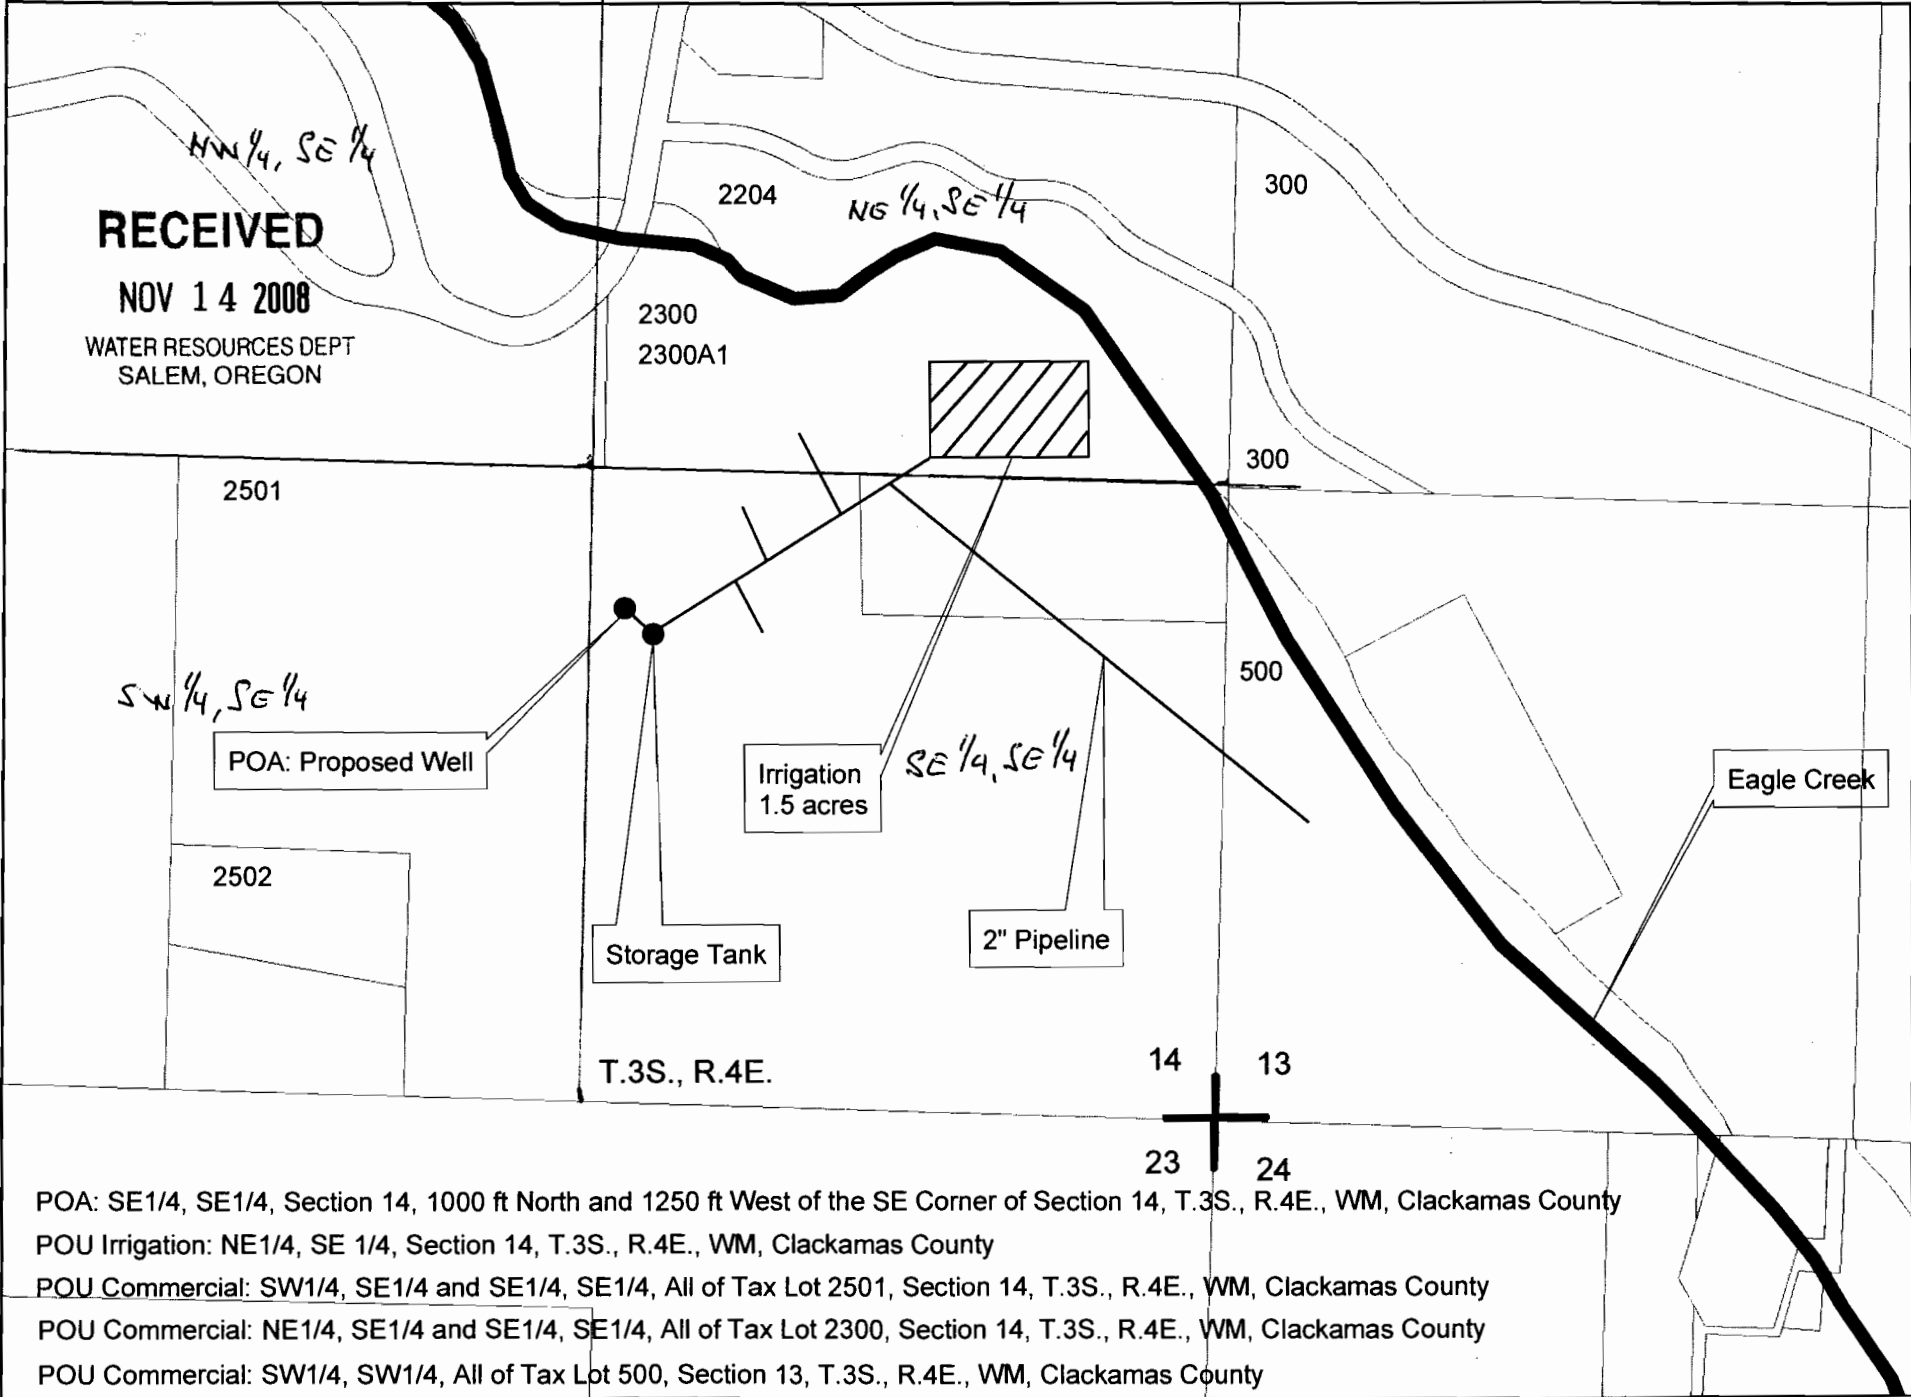 NW 1/4, SE 1/4
RECEIVED
NOV 14 2008
WATER RESOURCES DEPT
SALEM, OREGON
2204
NE 1/4, SE 1/4
300
2300
2300A1
300
2501
500
SW 1/4, SE 1/4
POA: Proposed Well
Irrigation
1.5 acres
SE 1/4, SE 1/4
Eagle Creek
2502
Storage Tank
2" Pipeline
T.3S., R.4E.
14 13
23 24
POA: SE1/4, SE1/4, Section 14, 1000 ft North and 1250 ft West of the SE Corner of Section 14, T.3S., R.4E., WM, Clackamas County
POU Irrigation: NE1/4, SE 1/4, Section 14, T.3S., R.4E., WM, Clackamas County
POU Commercial: SW1/4, SE1/4 and SE1/4, SE1/4, All of Tax Lot 2501, Section 14, T.3S., R.4E., WM, Clackamas County
POU Commercial: NE1/4, SE1/4 and SE1/4, SE1/4, All of Tax Lot 2300, Section 14, T.3S., R.4E., WM, Clackamas County
POU Commercial: SW1/4, SW1/4, All of Tax Lot 500, Section 13, T.3S., R.4E., WM, Clackamas County